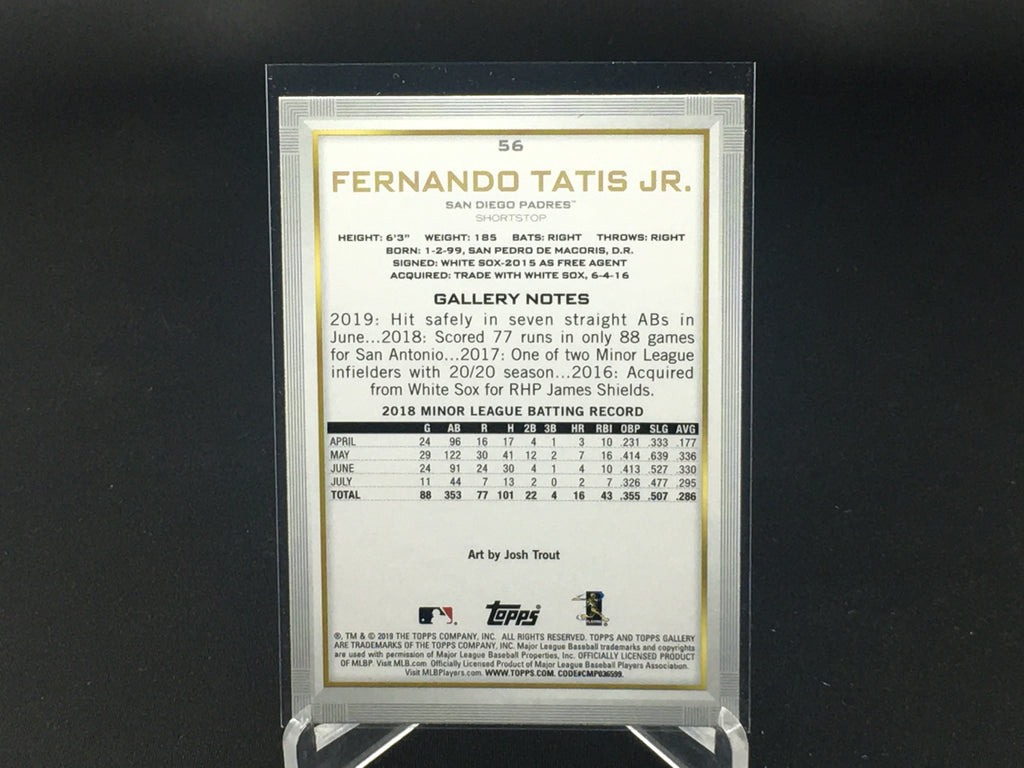 56
FERNANDO TATIS JR.
SAN DIEGO PADRES™
SHORTSTOP
HEIGHT: 6'3" WEIGHT: 185 BATS: RIGHT THROWS: RIGHT
BORN: 1-2-99, SAN PEDRO DE MACORIS, D.R.
SIGNED: WHITE SOX-2015 AS FREE AGENT
ACQUIRED: TRADE WITH WHITE SOX, 6-4-16
GALLERY NOTES
2019: Hit safely in seven straight ABs in
June...2018: Scored 77 runs in only 88 games
for San Antonio...2017: One of two Minor League
infielders with 20/20 season...2016: Acquired
from White Sox for RHP James Shields.
2018 MINOR LEAGUE BATTING RECORD
G AB R H 2B 3B HR RBI OBP SLG AVG
APRIL 24 96 16 17 4 1 3 10 .231 .333 .177
MAY 29 122 30 41 12 2 7 16 .414 .639 .336
JUNE 24 91 24 30 4 1 4 10 .413 .527 .330
JULY 11 44 7 13 2 0 2 7 .326 .477 .295
TOTAL 88 353 77 101 22 4 16 43 .355 .507 .286
Art by Josh Trout
Topps®
®, TM & © 2019 THE TOPPS COMPANY, INC. ALL RIGHTS RESERVED. TOPPS AND TOPPS GALLERY
ARE TRADEMARKS OF THE TOPPS COMPANY, INC. Major League Baseball trademarks and copyrights
are used with permission of Major League Baseball Properties, Inc. OFFICIALLY LICENSED PRODUCT
OF MLBP. Visit MLB.com. Officially Licensed Product of Major League Baseball Players Association.
Visit MLBPlayers.com. WWW.TOPPS.COM. CODE#CMP036599.